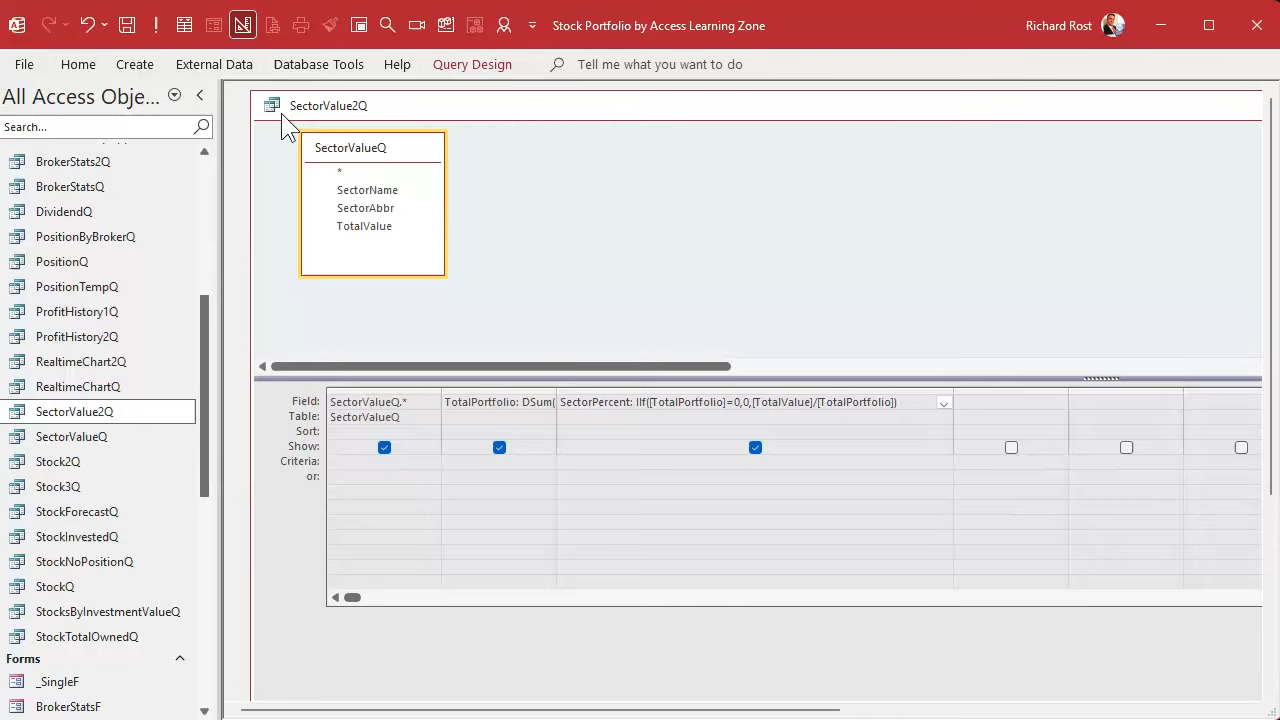 Stock Portfolio by Access Learning Zone
Richard Rost
File Home Create External Data Database Tools Help Query Design Tell me what you want to do
All Access Obje...
Search...
BrokerStats2Q
BrokerStatsQ
DividendQ
PositionByBrokerQ
PositionQ
PositionTempQ
ProfitHistory1Q
ProfitHistory2Q
RealtimeChart2Q
RealtimeChartQ
SectorValue2Q
SectorValueQ
Stock2Q
Stock3Q
StockForecastQ
StockInvestedQ
StockNoPositionQ
StockQ
StocksByInvestmentValueQ
StockTotalOwnedQ
Forms
_SingleF
BrokerStatsF
SectorValue2Q
SectorValueQ
*
SectorName
SectorAbbr
TotalValue
Field: SectorValueQ.* TotalPortfolio: DSum( SectorPercent: IIf([TotalPortfolio]=0,0,[TotalValue]/[TotalPortfolio])
Table: SectorValueQ
Sort:
Show:
Criteria:
or: